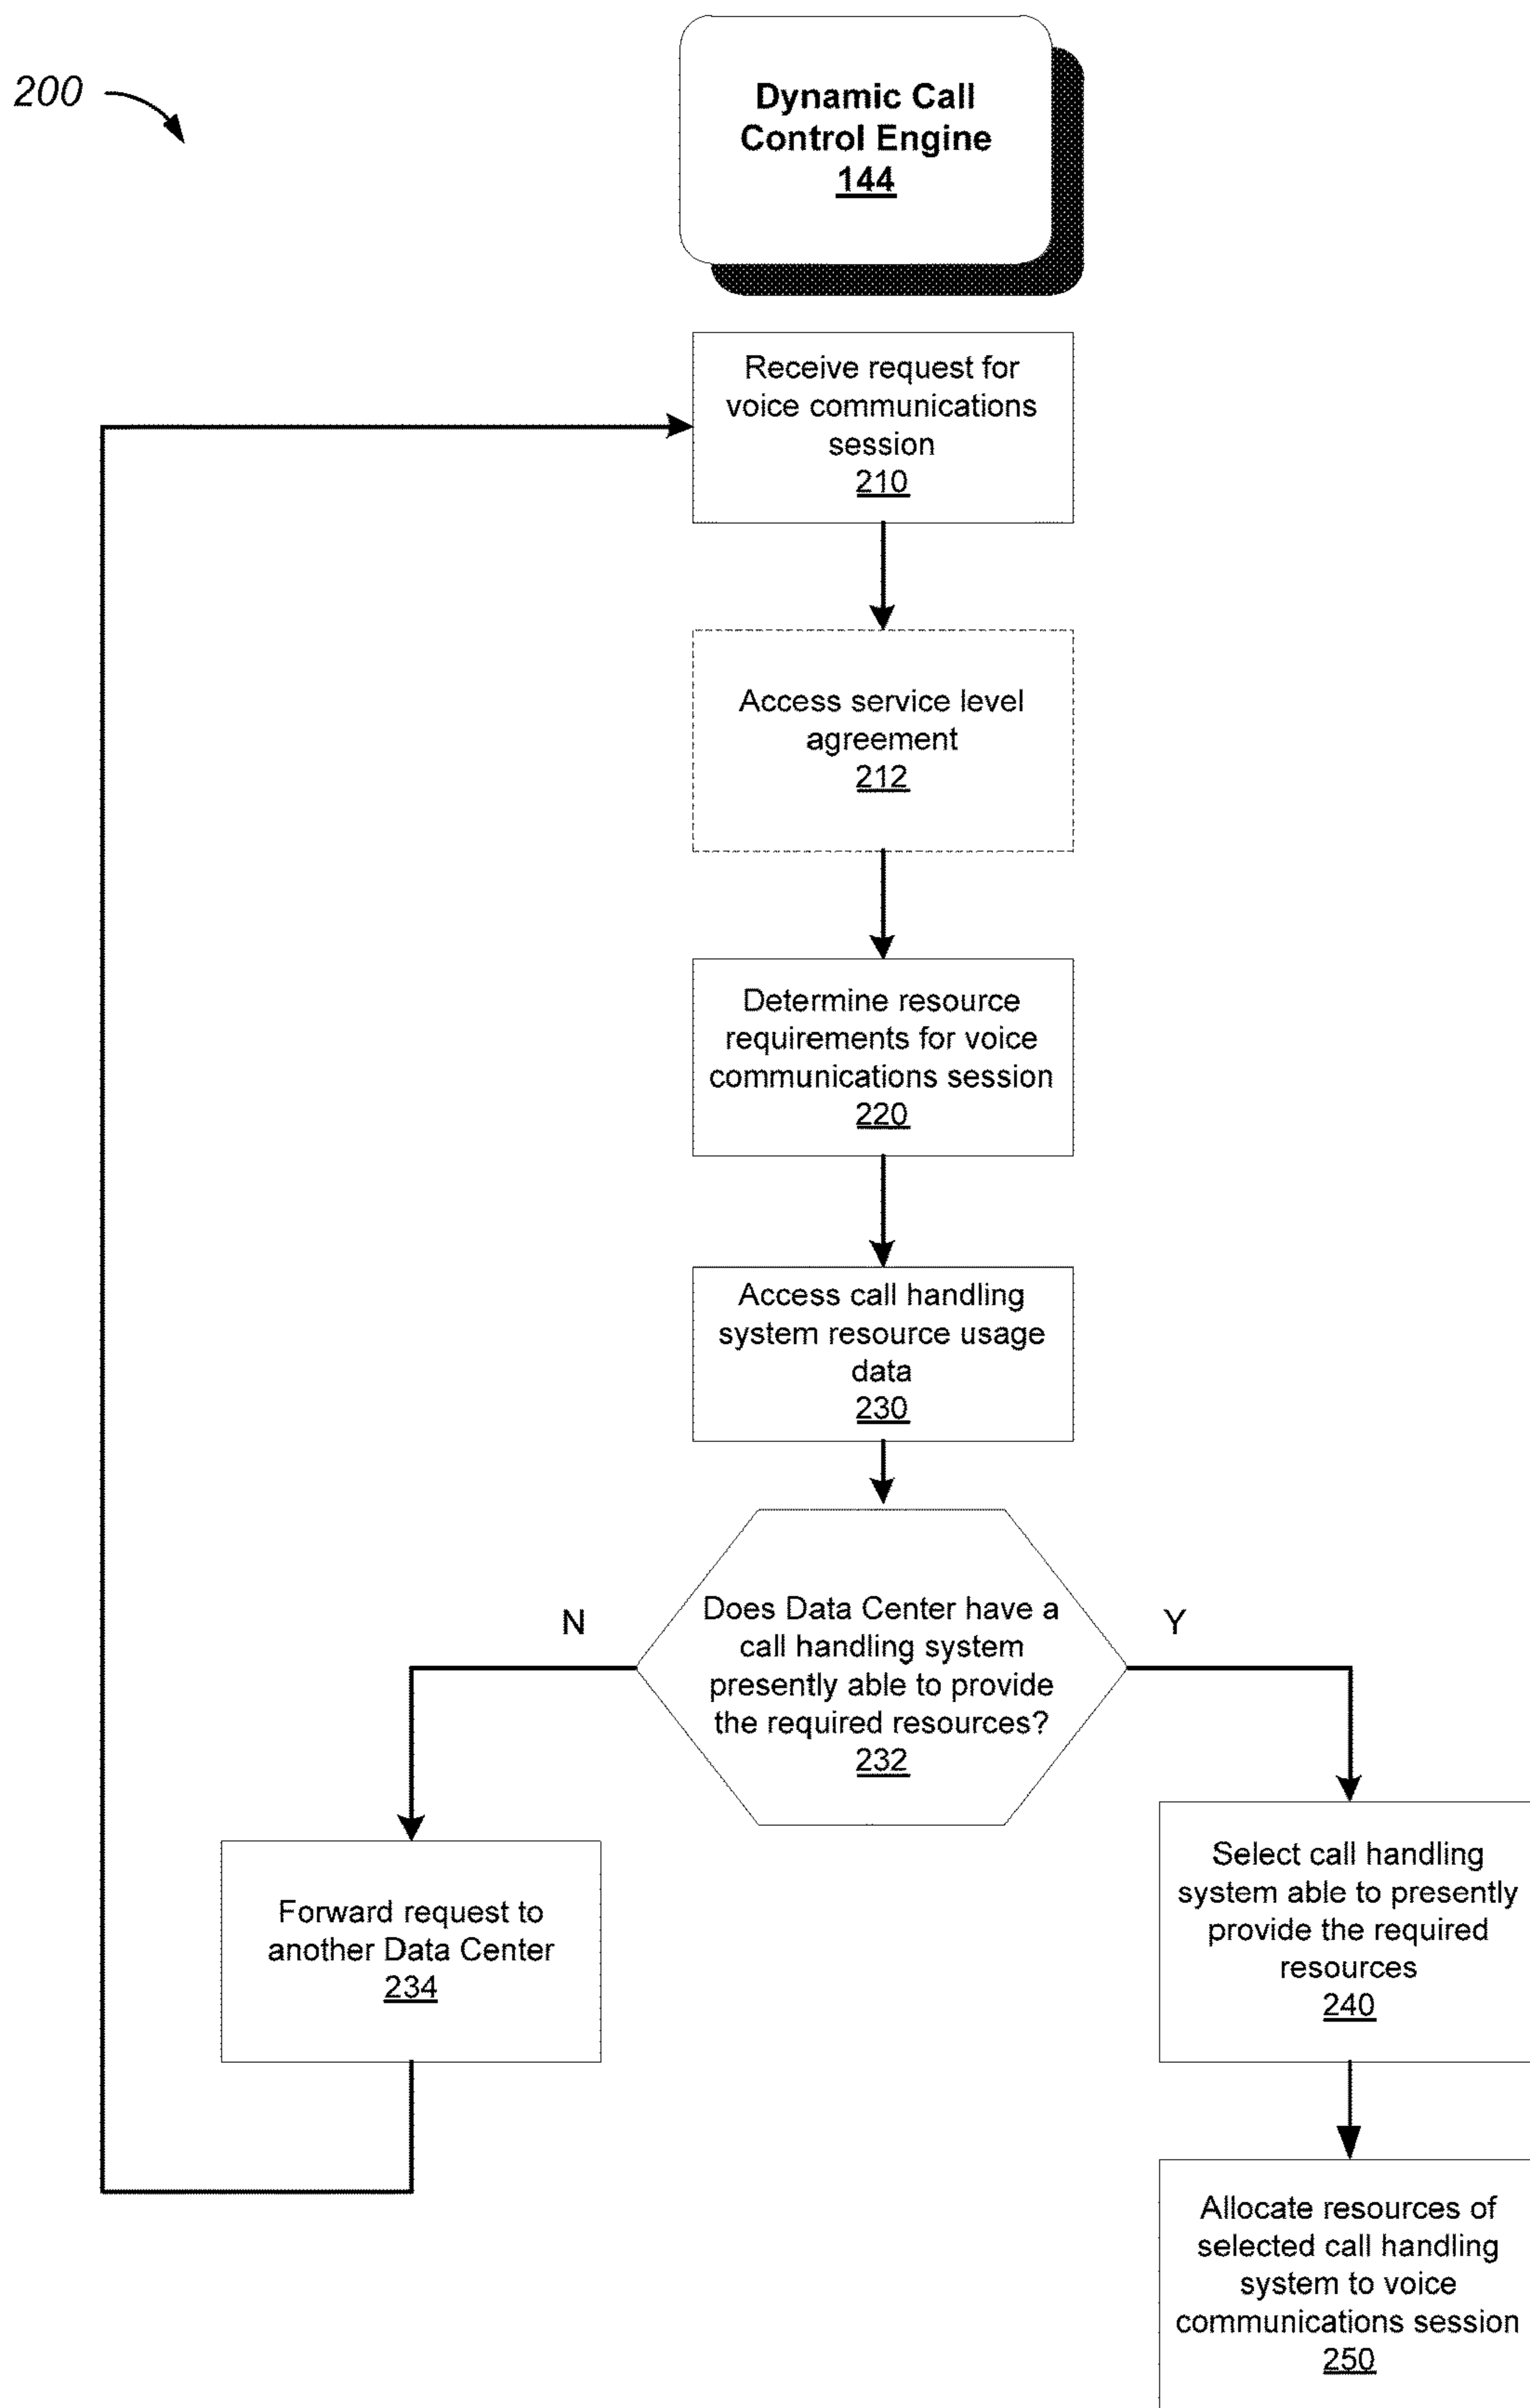 200
Dynamic Call
Control Engine
144
Receive request for
voice communications
session
210
Access service level
agreement
212
Determine resource
requirements for voice
communications session
220
Access call handling
system resource usage
data
230
Does Data Center have a
call handling system
presently able to provide
the required resources?
232
N
Y
Forward request to
another Data Center
234
Select call handling
system able to presently
provide the required
resources
240
Allocate resources of
selected call handling
system to voice
communications session
250